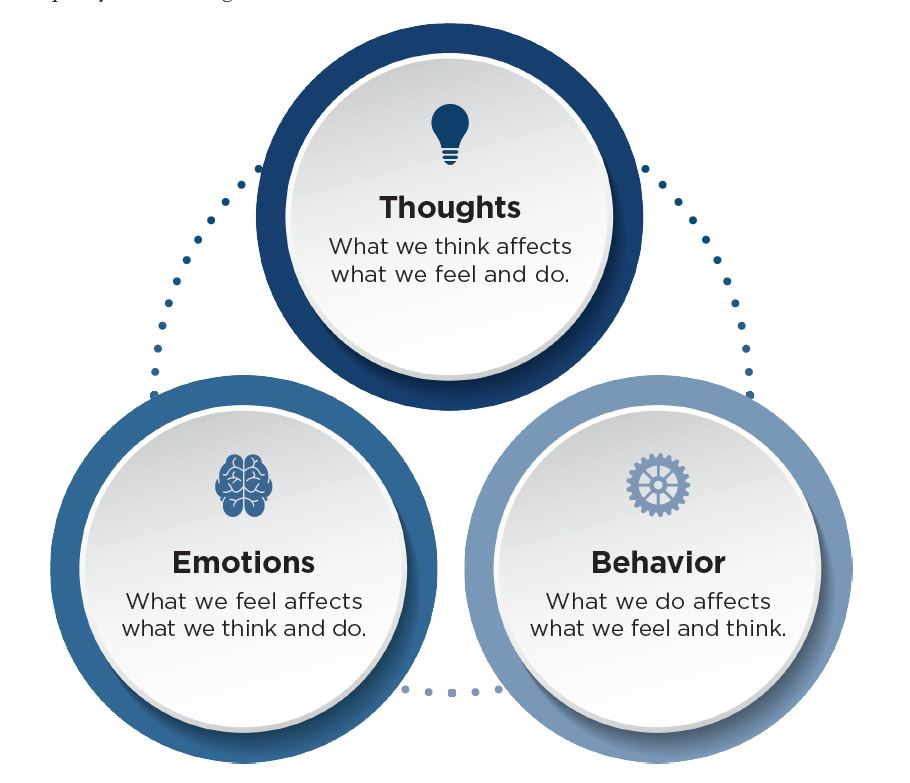 Thoughts
What we think affects
what we feel and do.
Emotions
What we feel affects
what we think and do.
Behavior
What we do affects
what we feel and think.